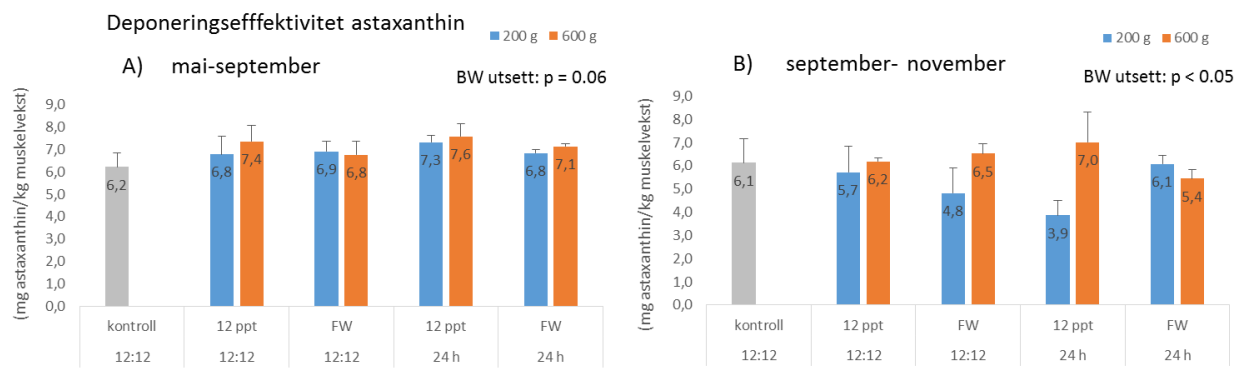 Deponeringsefffektivitet astaxanthin
200 g 600 g
A) mai-september
BW utsett: p = 0.06
(mg astaxanthin/kg muskelvekst)
9,0
8,0
7,0
6,0
5,0
4,0
3,0
2,0
1,0
0,0
6,2
6,8
7,4
6,9
6,8
7,3
7,6
6,8
7,1
kontroll 12 ppt FW 12 ppt FW
12:12 12:12 12:12 24 h 24 h
200 g 600 g
B) september- november
BW utsett: p < 0.05
(mg astaxanthin/kg muskelvekst)
9,0
8,0
7,0
6,0
5,0
4,0
3,0
2,0
1,0
0,0
6,1
5,7
6,2
4,8
6,5
3,9
7,0
6,1
5,4
kontroll 12 ppt FW 12 ppt FW
12:12 12:12 12:12 24 h 24 h